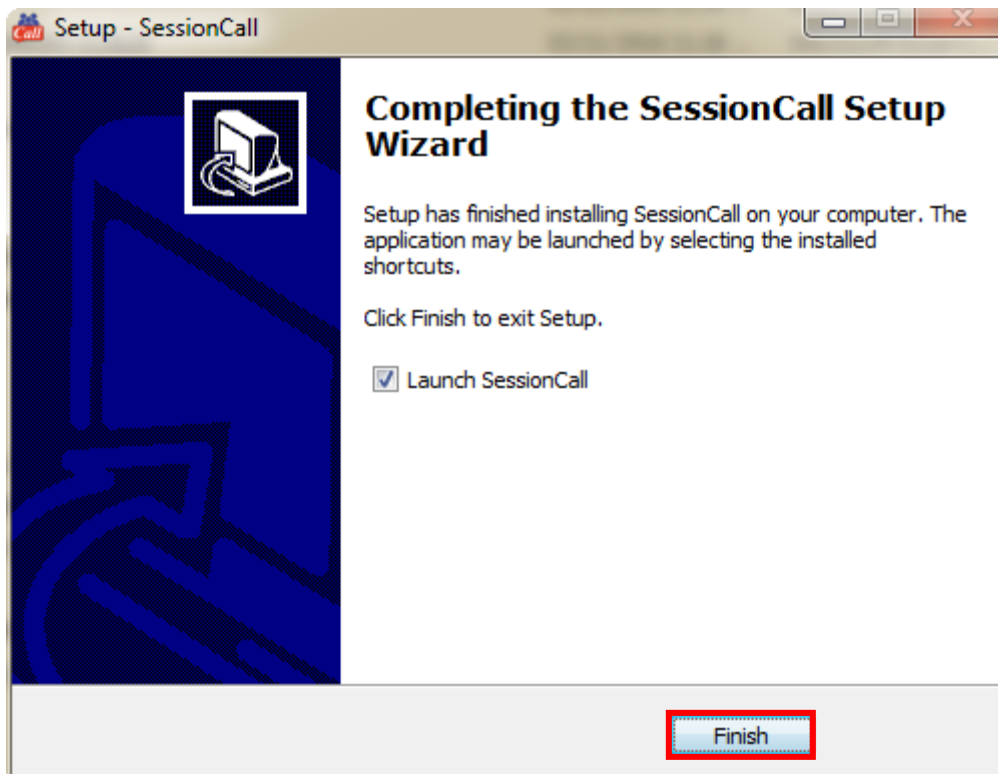 Call Setup - SessionCall
Completing the SessionCall Setup
Wizard
Setup has finished installing SessionCall on your computer. The
application may be launched by selecting the installed
shortcuts.
Click Finish to exit Setup.
Launch SessionCall
Finish